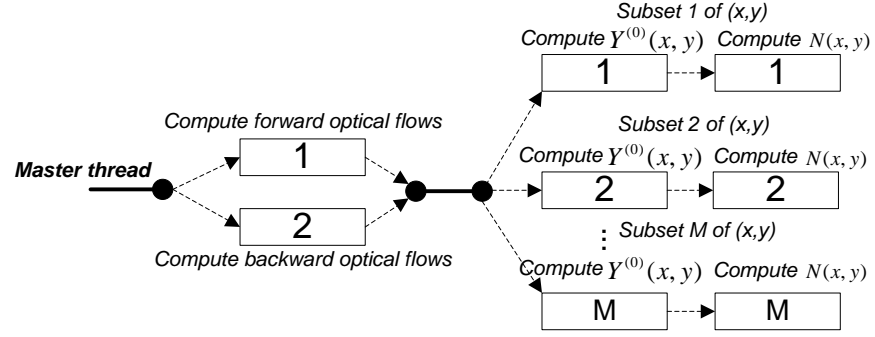 Subset 1 of (x,y)
Compute Y^{(0)}(x, y) Compute N(x, y)
1 1
Compute forward optical flows
1
Master thread
2
Compute backward optical flows
Subset 2 of (x,y)
Compute Y^{(0)}(x, y) Compute N(x, y)
2 2
⋮ Subset M of (x,y)
Compute Y^{(0)}(x, y) Compute N(x, y)
M M